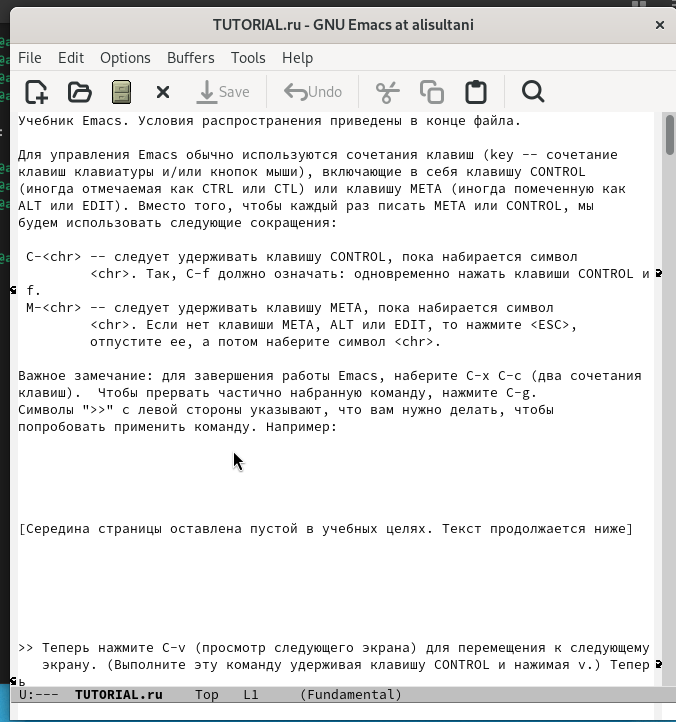 TUTORIAL.ru - GNU Emacs at alisultani
File Edit Options Buffers Tools Help
Save Undo
Учебник Emacs. Условия распространения приведены в конце файла.
Для управления Emacs обычно используются сочетания клавиш (key -- сочетание
клавиш клавиатуры и/или кнопок мыши), включающие в себя клавишу CONTROL
(иногда отмечаемая как CTRL или CTL) или клавишу META (иногда помеченную как
ALT или EDIT). Вместо того, чтобы каждый раз писать META или CONTROL, мы
будем использовать следующие сокращения:
C-<chr> -- следует удерживать клавишу CONTROL, пока набирается символ
<chr>. Так, C-f должно означать: одновременно нажать клавиши CONTROL и
f.
M-<chr> -- следует удерживать клавишу META, пока набирается символ
<chr>. Если нет клавиши META, ALT или EDIT, то нажмите <ESC>,
отпустите ее, а потом наберите символ <chr>.
Важное замечание: для завершения работы Emacs, наберите C-x C-c (два сочетания
клавиш).  Чтобы прервать частично набранную команду, нажмите C-g.
Символы ">>" с левой стороны указывают, что вам нужно делать, чтобы
попробовать применить команду. Например:
[Середина страницы оставлена пустой в учебных целях. Текст продолжается ниже]
>> Теперь нажмите C-v (просмотр следующего экрана) для перемещения к следующему
экрану. (Выполните эту команду удерживая клавишу CONTROL и нажимая v.) Тепер
ь
U:--- TUTORIAL.ru Top L1 (Fundamental)